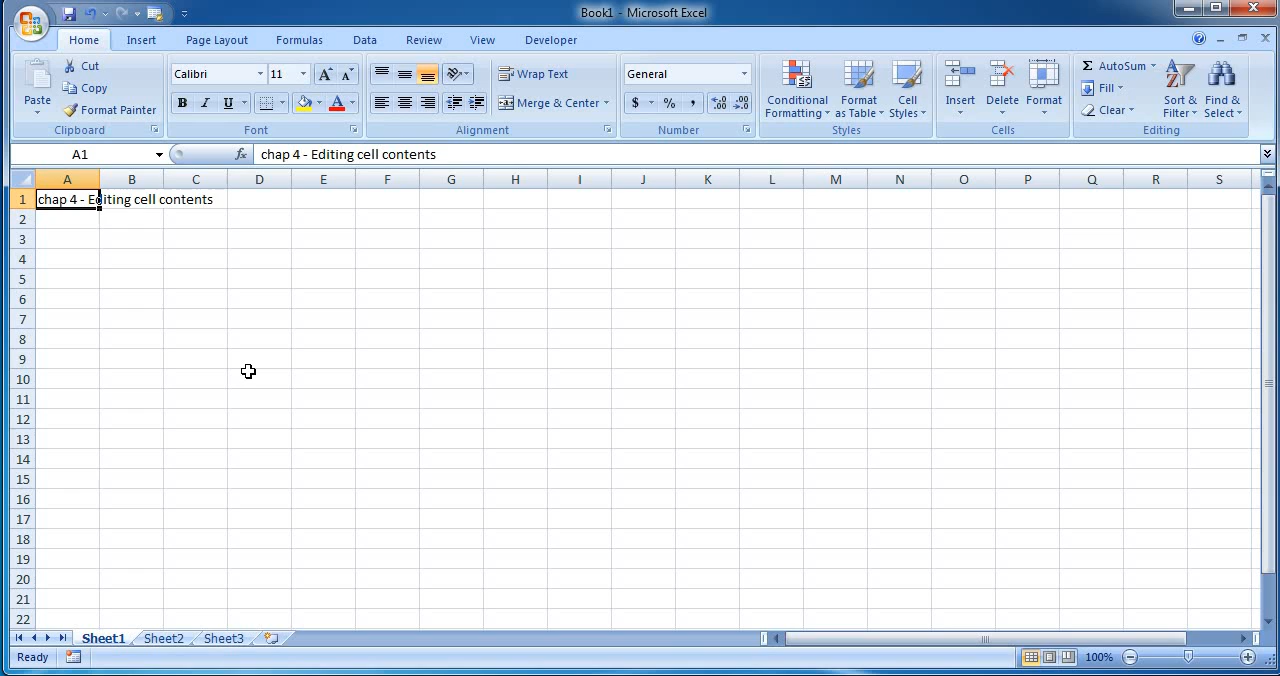 Book1 - Microsoft Excel
Home Insert Page Layout Formulas Data Review View Developer
Paste
Cut
Copy
Format Painter
Clipboard
Calibri 11
B I U
Font
Wrap Text
Merge & Center
Alignment
General
$ % ,
Number
Conditional Formatting
Format as Table
Cell Styles
Styles
Insert Delete Format
Cells
Σ AutoSum
Fill
Clear
Sort & Filter
Find & Select
Editing
A1 fx chap 4 - Editing cell contents
A B C D E F G H I J K L M N O P Q R S
1 chap 4 - Editing cell contents
2
3
4
5
6
7
8
9
10
11
12
13
14
15
16
17
18
19
20
21
22
Sheet1 Sheet2 Sheet3
Ready 100%